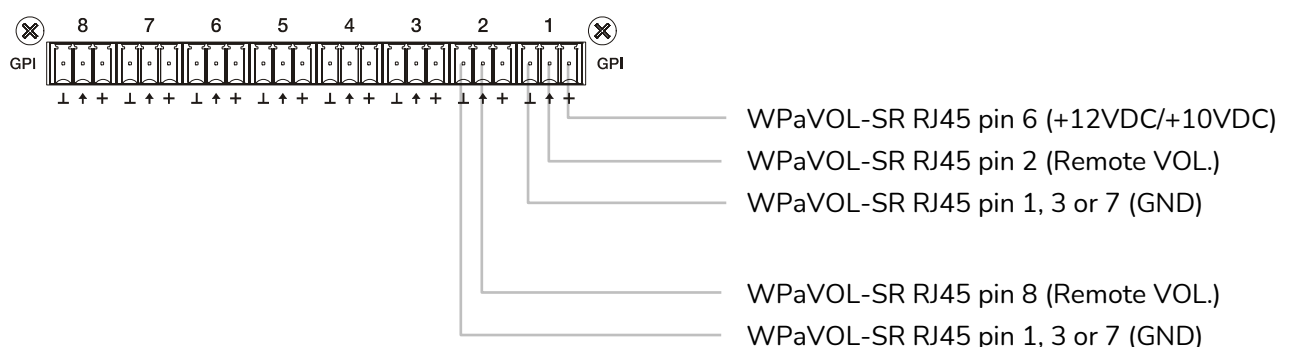 8 7 6 5 4 3 2 1
GPI GPI
⊥ ↑ + ⊥ ↑ + ⊥ ↑ + ⊥ ↑ + ⊥ ↑ + ⊥ ↑ + ⊥ ↑ + ⊥ ↑ +
WPaVOL-SR RJ45 pin 6 (+12VDC/+10VDC)
WPaVOL-SR RJ45 pin 2 (Remote VOL.)
WPaVOL-SR RJ45 pin 1, 3 or 7 (GND)
WPaVOL-SR RJ45 pin 8 (Remote VOL.)
WPaVOL-SR RJ45 pin 1, 3 or 7 (GND)